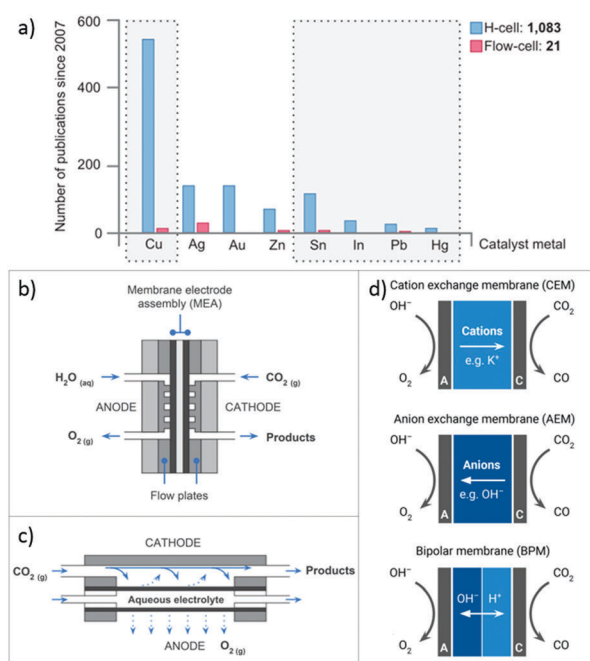 a)
H-cell: 1,083
Flow-cell: 21
Number of publications since 2007
600
400
200
0
Cu Ag Au Zn Sn In Pb Hg
Catalyst metal
b)
Membrane electrode
assembly (MEA)
H₂O (aq)
CO₂ (g)
ANODE
CATHODE
O₂ (g)
Products
Flow plates
c)
CATHODE
CO₂ (g)
Products
Aqueous electrolyte
ANODE
O₂ (g)
d)
Cation exchange membrane (CEM)
OH⁻
CO₂
Cations
e.g. K⁺
A
C
O₂
CO
Anion exchange membrane (AEM)
OH⁻
CO₂
Anions
e.g. OH⁻
A
C
O₂
CO
Bipolar membrane (BPM)
OH⁻
CO₂
OH⁻ H⁺
A
C
O₂
CO